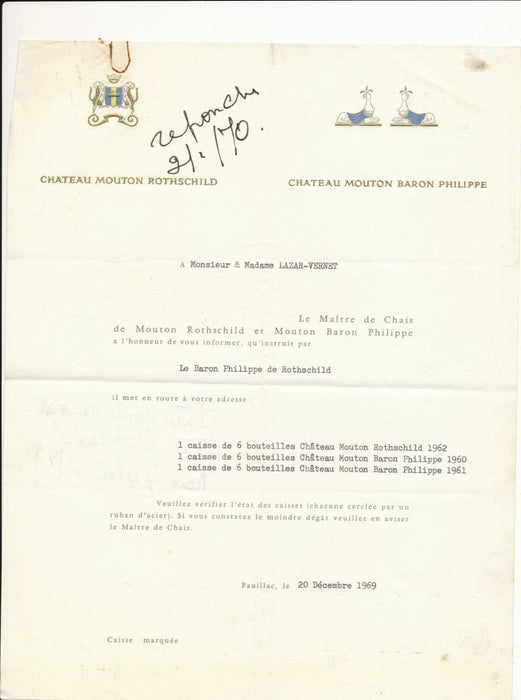 CHATEAU MOUTON ROTHSCHILD
CHATEAU MOUTON BARON PHILIPPE
A Monsieur & Madame LAZAR-VERNET
Le Maître de Chais
de Mouton Rothschild et Mouton Baron Philippe
a l'honneur de vous informer, qu'instruit par
Le Baron Philippe de Rothschild
il met en route à votre adresse :
1 caisse de 6 bouteilles Château Mouton Rothschild 1962
1 caisse de 6 bouteilles Château Mouton Baron Philippe 1960
1 caisse de 6 bouteilles Château Mouton Baron Philippe 1961
Veuillez vérifier l'état des caisses (chacune cerclée par un
ruban d'acier). Si vous constatez le moindre dégât veuillez en aviser
le Maître de Chais.
Pauillac, le 20 Décembre 1969
Caisse marquée